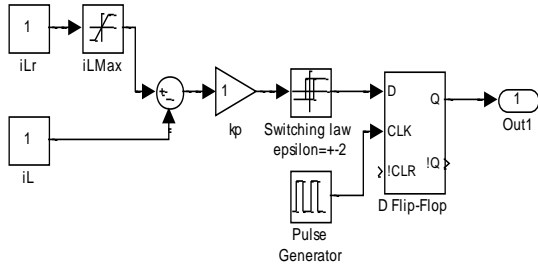 1
iLr
iLMax
1
iL
+
-
1
kp
Switching law
epsilon=+-2
D
CLK
!CLR
Q
!Q
D Flip-Flop
1
Out1
Pulse
Generator